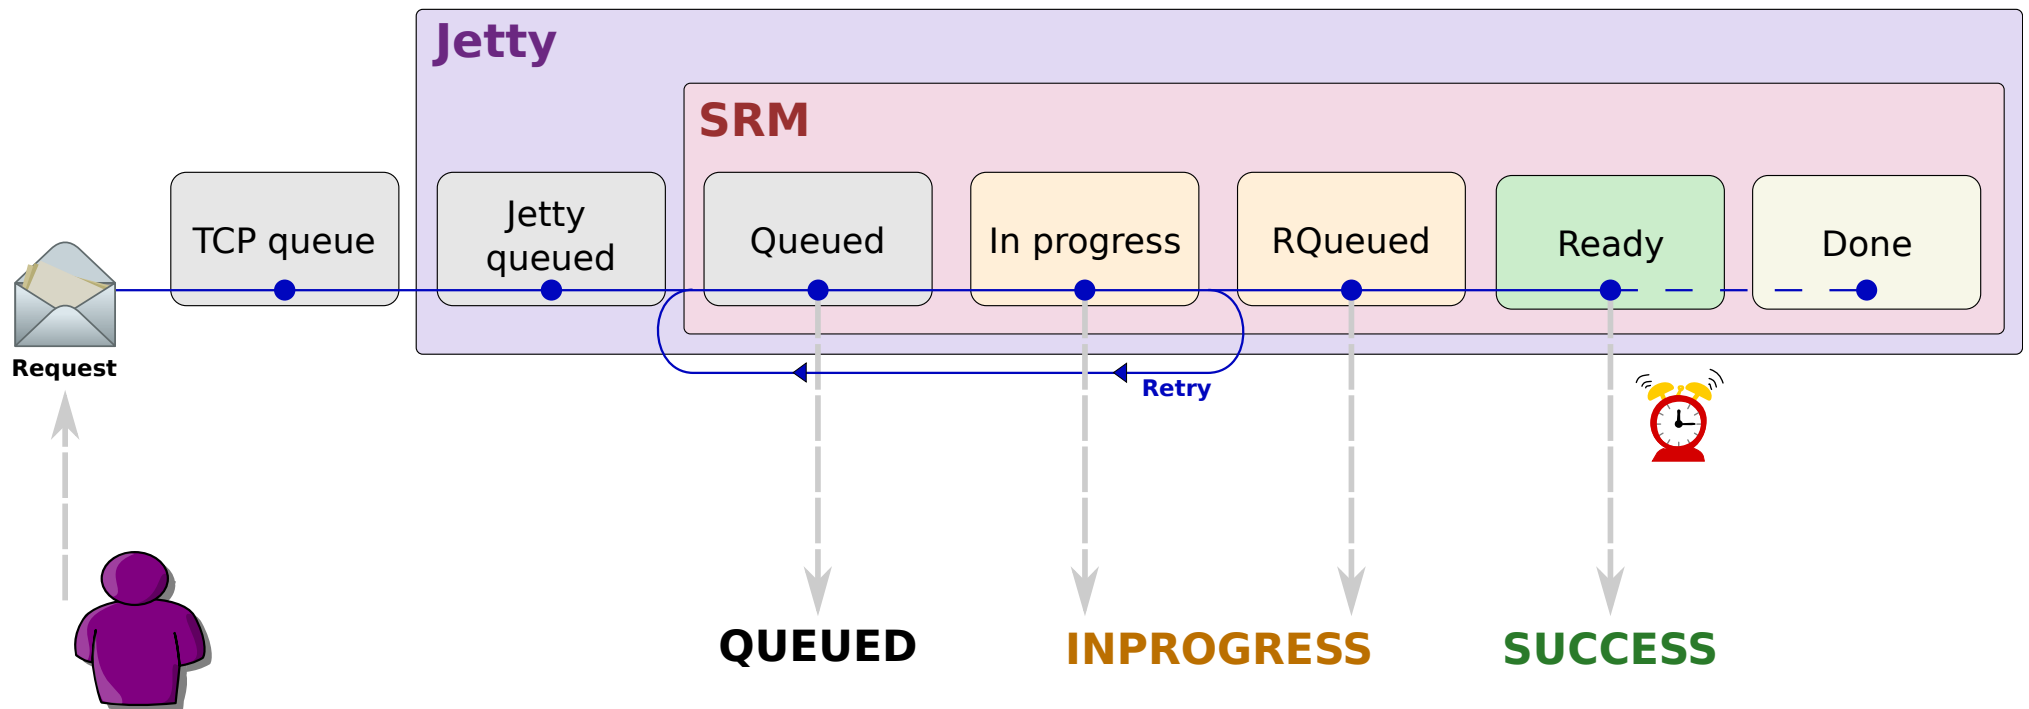 Jetty
SRM
TCP queue
Jetty
queued
Queued
In progress
RQueued
Ready
Done
Request
Retry
QUEUED
INPROGRESS
SUCCESS